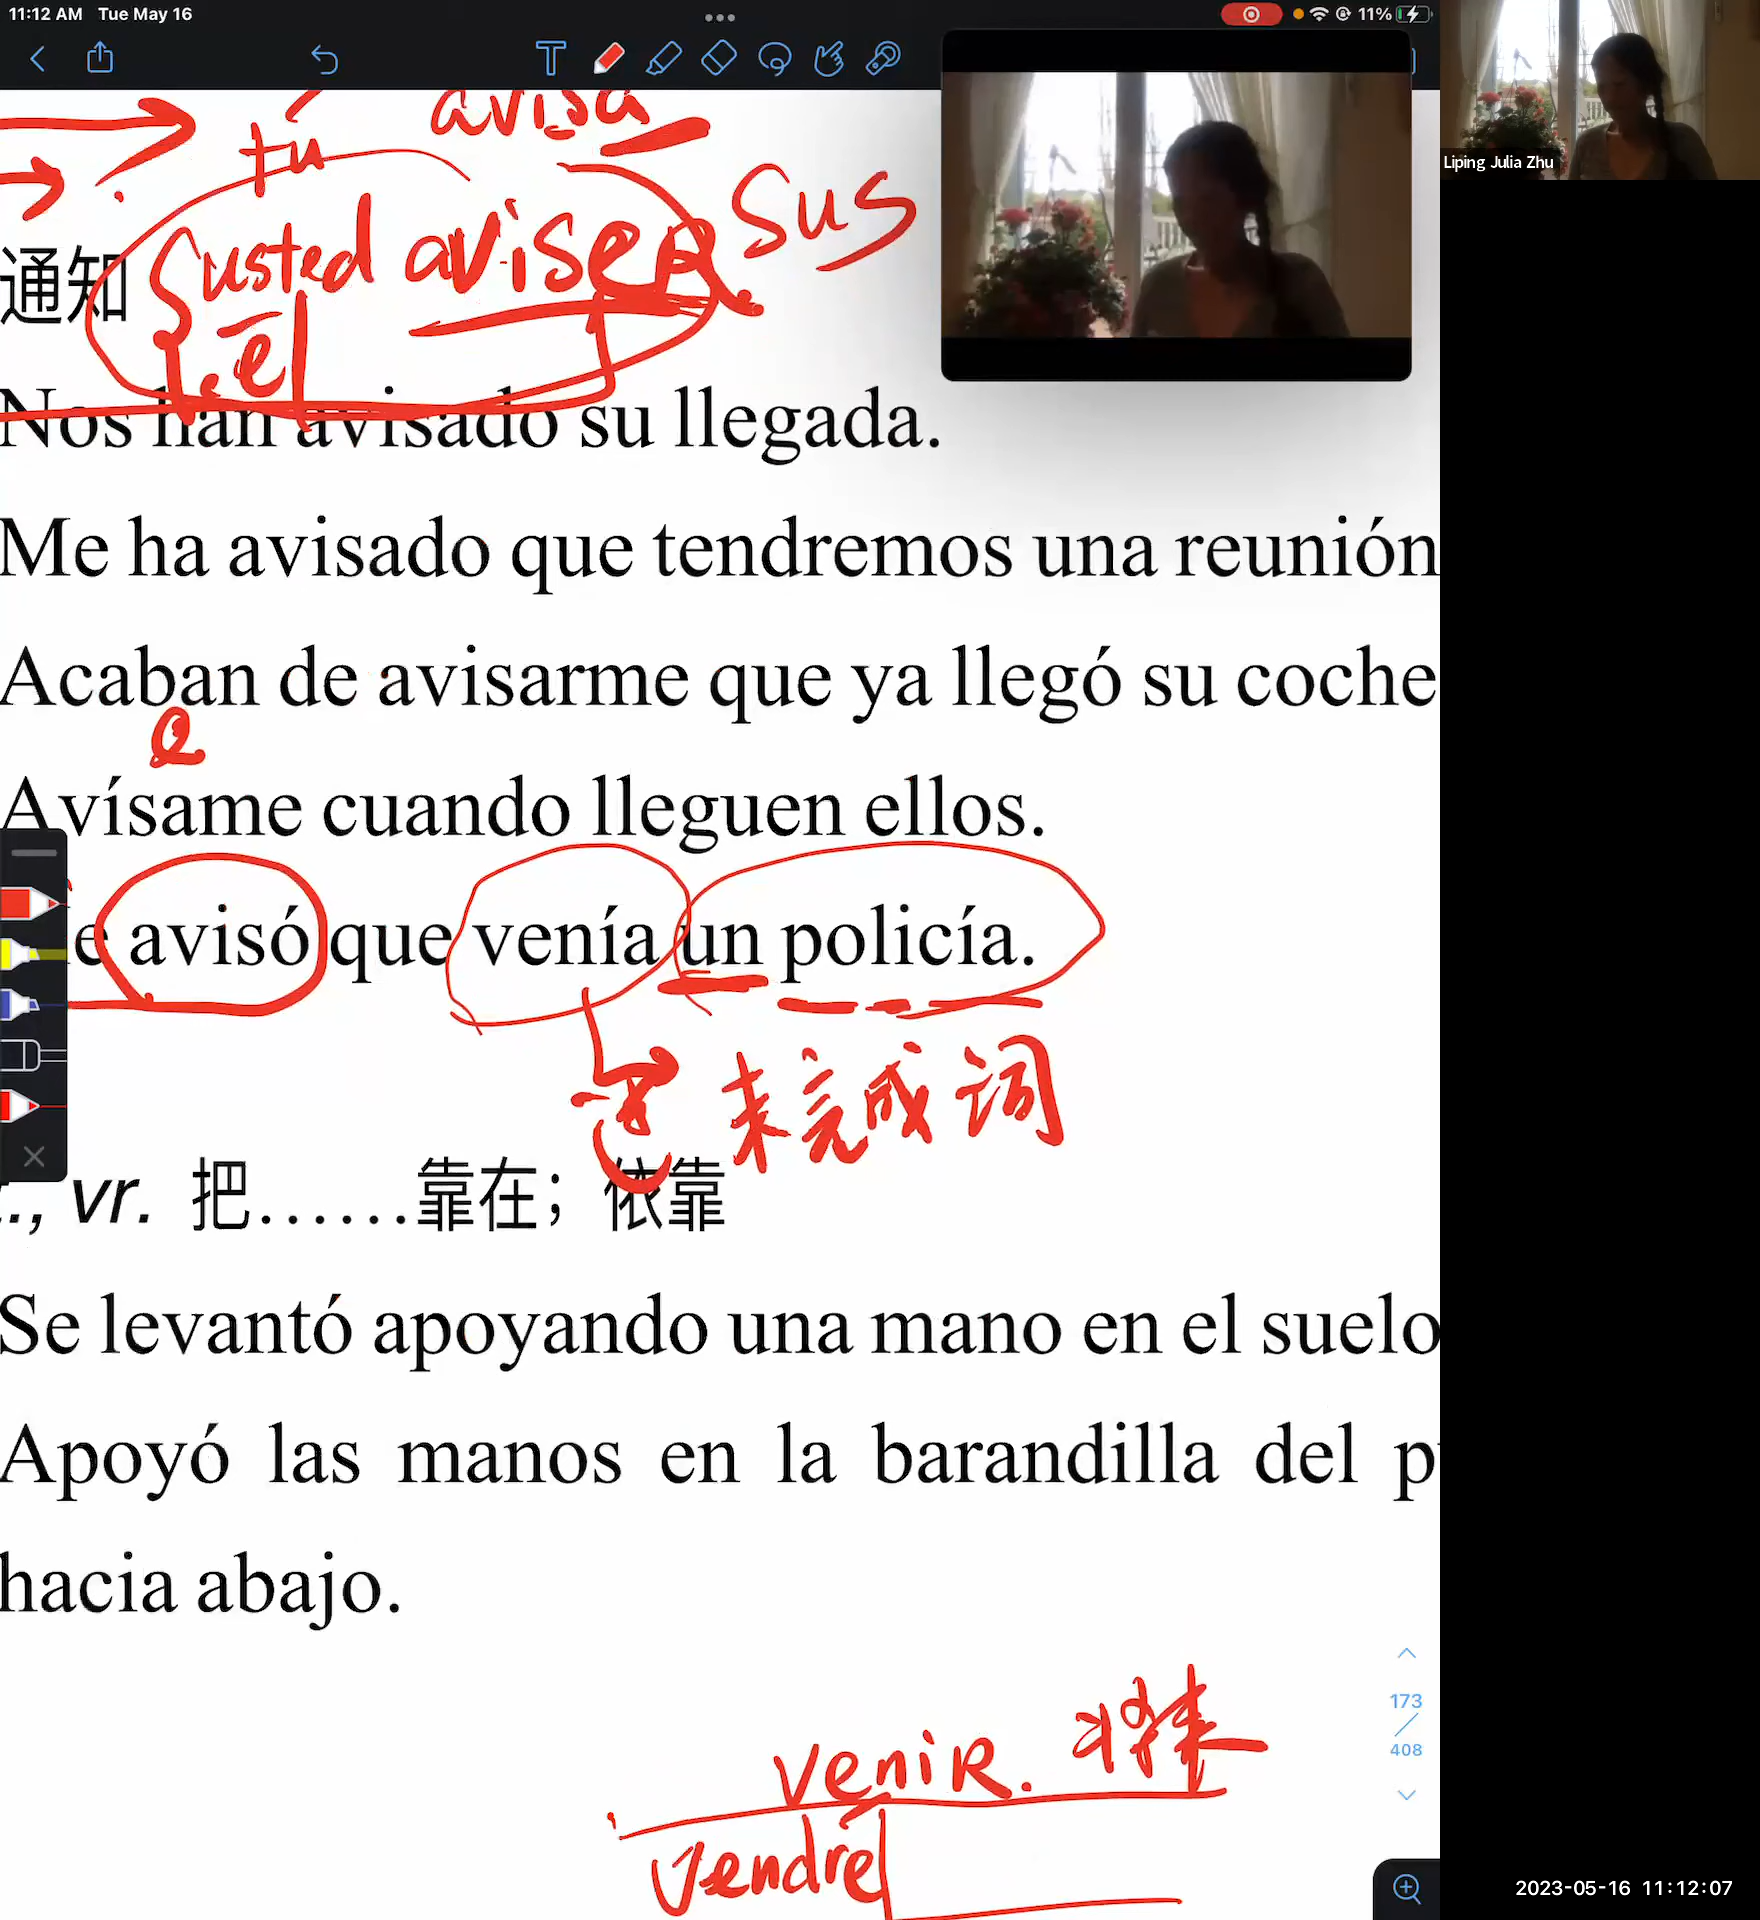 11:12 AM Tue May 16
11%
Liping Julia Zhu
avisa
tú
usted avisen sus
通知
él
Nos han avisado su llegada.
Me ha avisado que tendremos una reunión
Acaban de avisarme que ya llegó su coche
e
Avísame cuando lleguen ellos.
e avisó que venía un policía.
过去未完成词
., vr. 把……靠在；依靠
Se levantó apoyando una mano en el suelo
Apoyó las manos en la barandilla del p
hacia abajo.
173
408
venir. 将来
vendré
2023-05-16 11:12:07